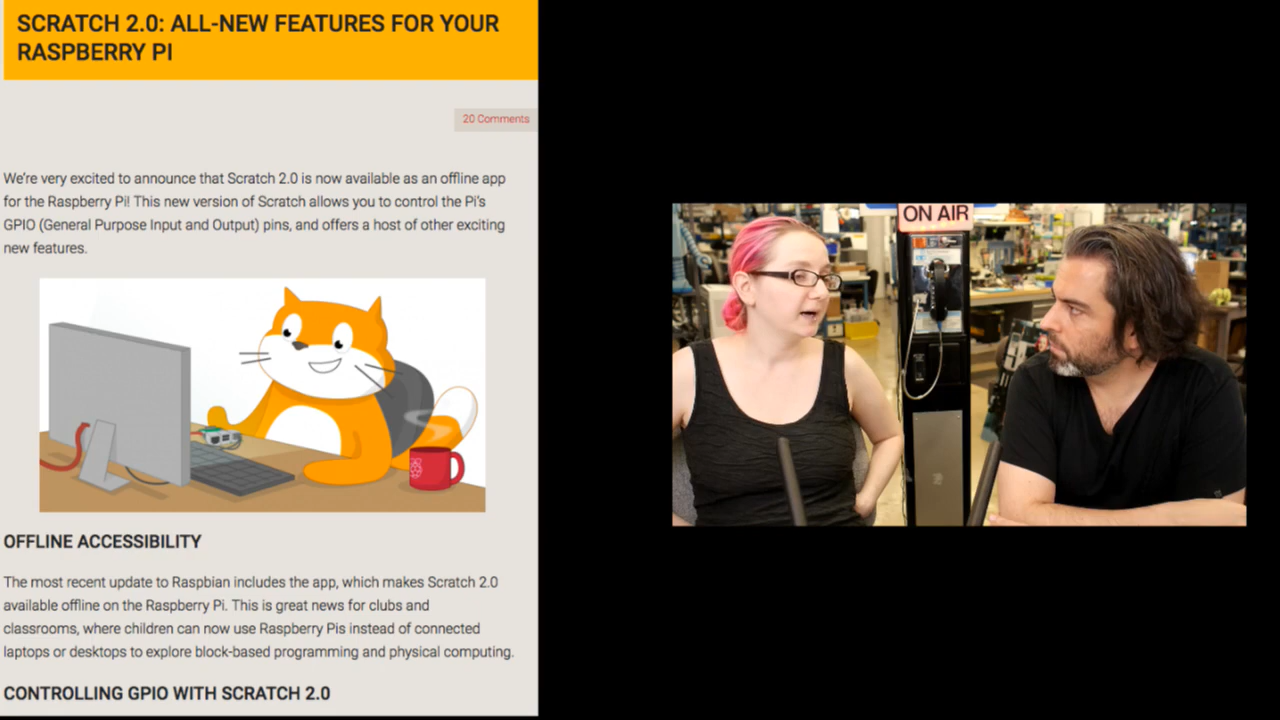 SCRATCH 2.0: ALL-NEW FEATURES FOR YOUR
RASPBERRY PI
20 Comments
We're very excited to announce that Scratch 2.0 is now available as an offline app
for the Raspberry Pi! This new version of Scratch allows you to control the Pi's
GPIO (General Purpose Input and Output) pins, and offers a host of other exciting
new features.
ON AIR
OFFLINE ACCESSIBILITY
The most recent update to Raspbian includes the app, which makes Scratch 2.0
available offline on the Raspberry Pi. This is great news for clubs and
classrooms, where children can now use Raspberry Pis instead of connected
laptops or desktops to explore block-based programming and physical computing.
CONTROLLING GPIO WITH SCRATCH 2.0